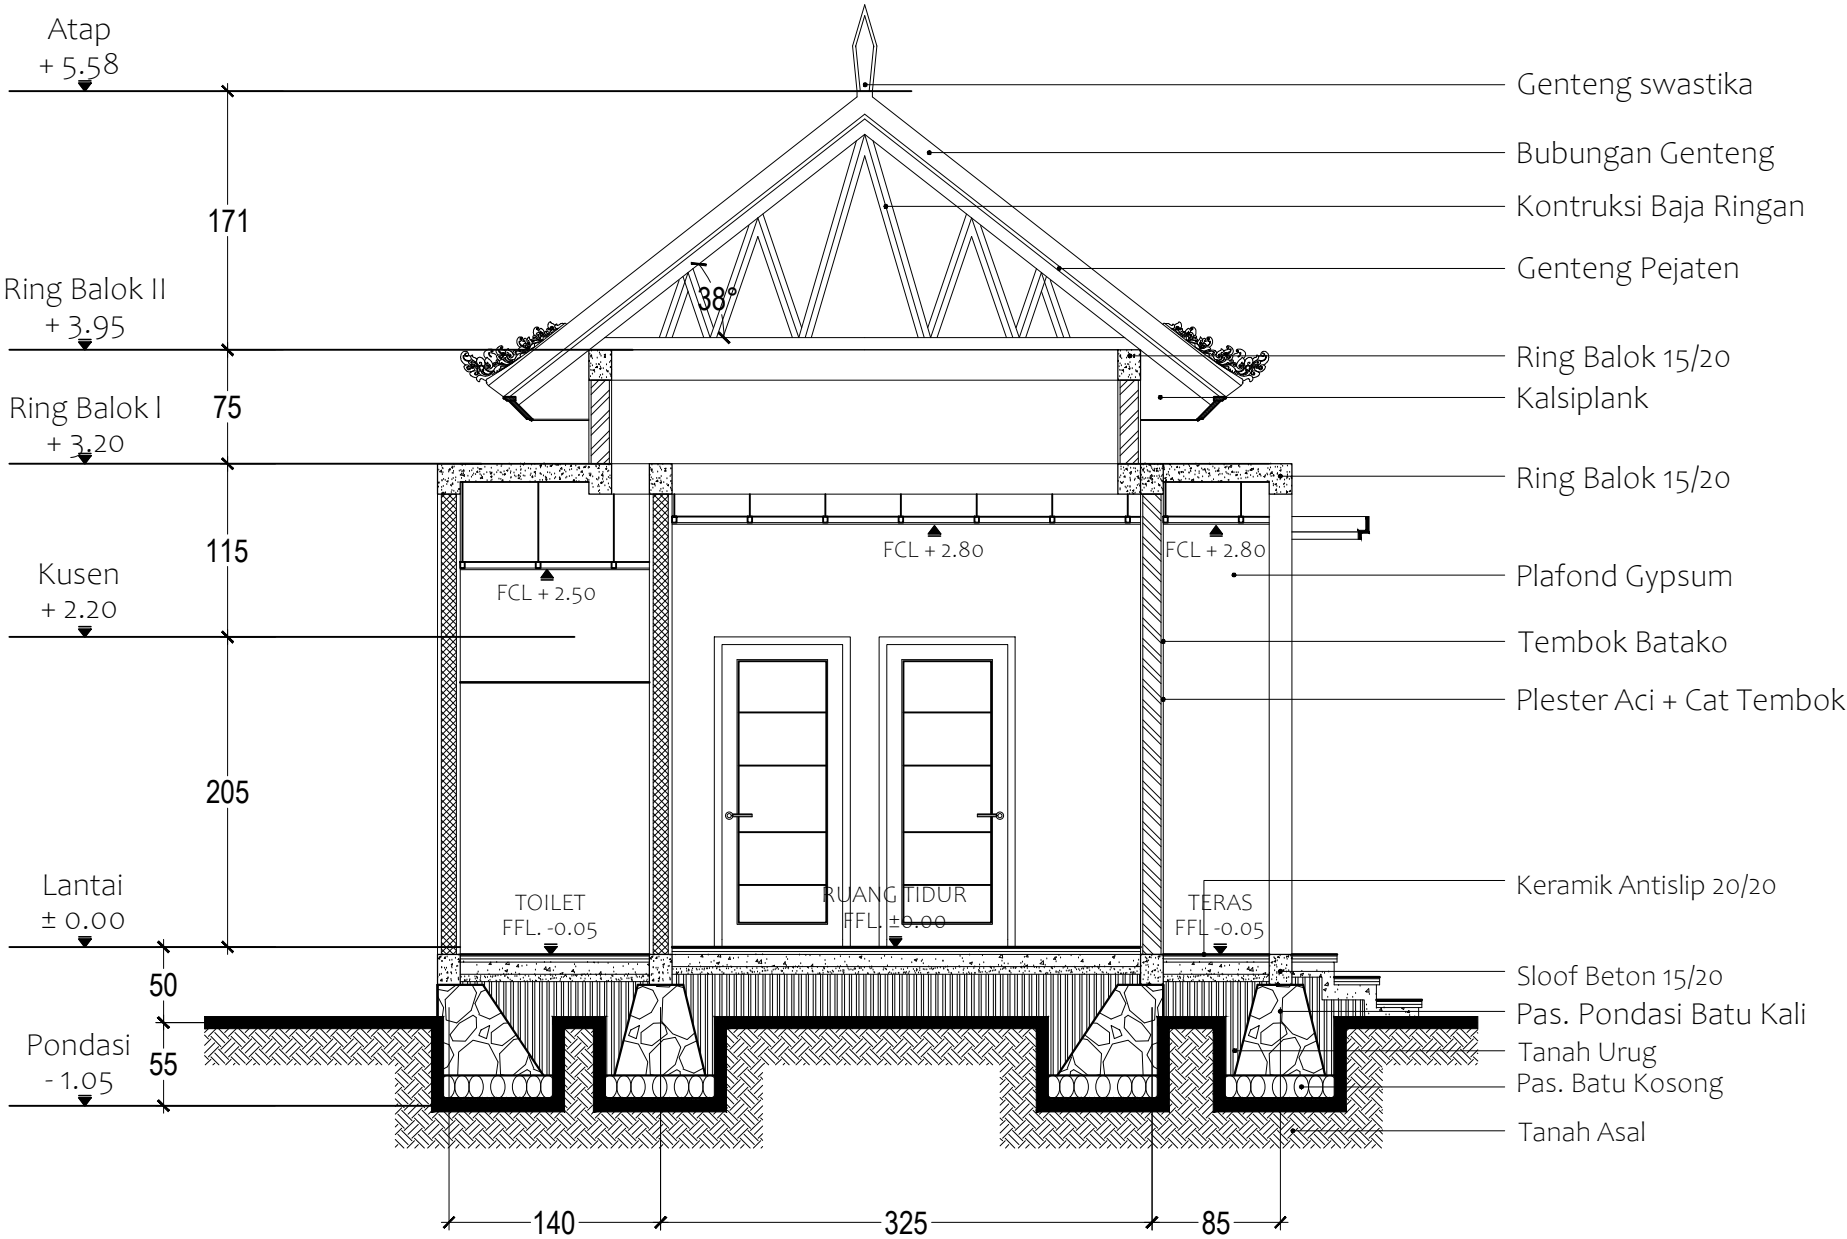 Atap
+ 5.58
Genteng swastika
Bubungan Genteng
171
Kontruksi Baja Ringan
Genteng Pejaten
38°
Ring Balok II
+ 3.95
Ring Balok 15/20
Kalsiplank
Ring Balok I
+ 3.20
75
Ring Balok 15/20
115
FCL + 2.80
FCL + 2.80
Kusen
+ 2.20
FCL + 2.50
Plafond Gypsum
Tembok Batako
Plester Aci + Cat Tembok
205
Lantai
± 0.00
TOILET
FFL. -0.05
RUANG TIDUR
FFL. ±0.00
TERAS
FFL -0.05
Keramik Antislip 20/20
50
Sloof Beton 15/20
Pas. Pondasi Batu Kali
Pondasi
- 1.05
55
Tanah Urug
Pas. Batu Kosong
Tanah Asal
140
325
85